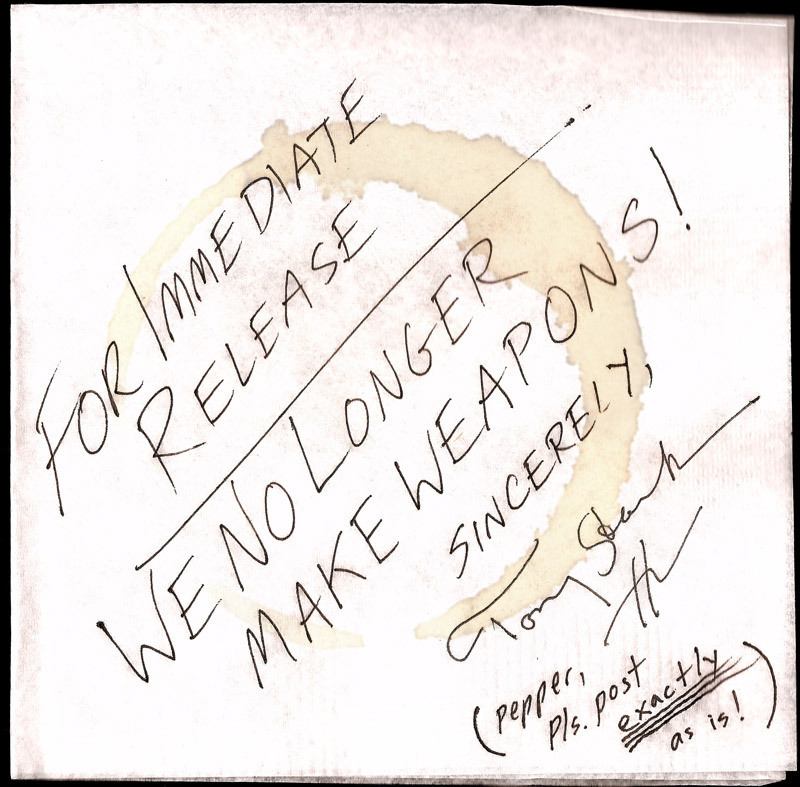 FOR IMMEDIATE
RELEASE
WE NO LONGER
MAKE WEAPONS!
SINCERELY,
Tony Stark
(pepper,
pls. post
exactly
as is!)